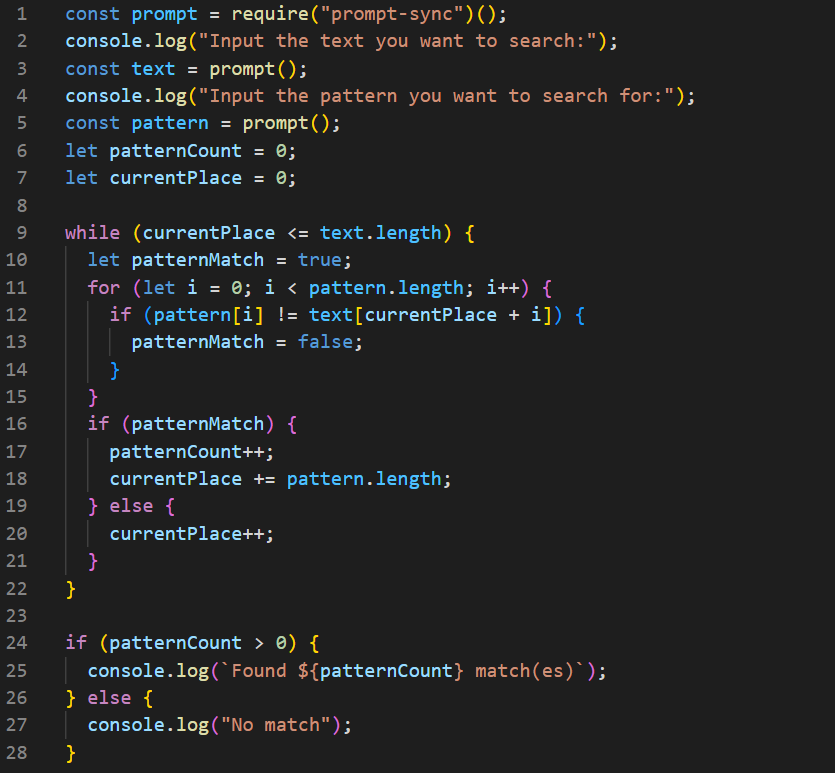 1 const prompt = require("prompt-sync")();
2 console.log("Input the text you want to search:");
3 const text = prompt();
4 console.log("Input the pattern you want to search for:");
5 const pattern = prompt();
6 let patternCount = 0;
7 let currentPlace = 0;
8
9 while (currentPlace <= text.length) {
10   let patternMatch = true;
11   for (let i = 0; i < pattern.length; i++) {
12     if (pattern[i] != text[currentPlace + i]) {
13       patternMatch = false;
14     }
15   }
16   if (patternMatch) {
17     patternCount++;
18     currentPlace += pattern.length;
19   } else {
20     currentPlace++;
21   }
22 }
23
24 if (patternCount > 0) {
25   console.log(`Found ${patternCount} match(es)`);
26 } else {
27   console.log("No match");
28 }